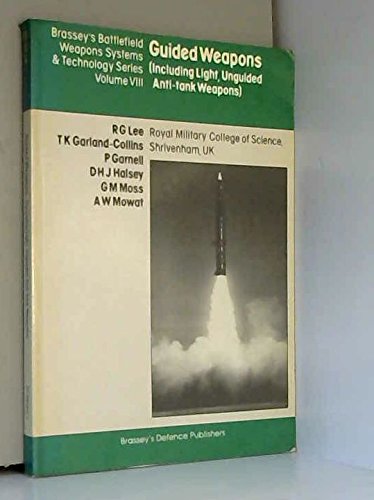 Brassey's Battlefield
Weapons Systems
& Technology Series
Volume VIII
Guided Weapons
(Including Light, Unguided
Anti-tank Weapons)
R G Lee
T K Garland-Collins
P Garnell
D H J Halsey
G M Moss
A W Mowat
Royal Military College of Science,
Shrivenham, UK
Brassey's Defence Publishers